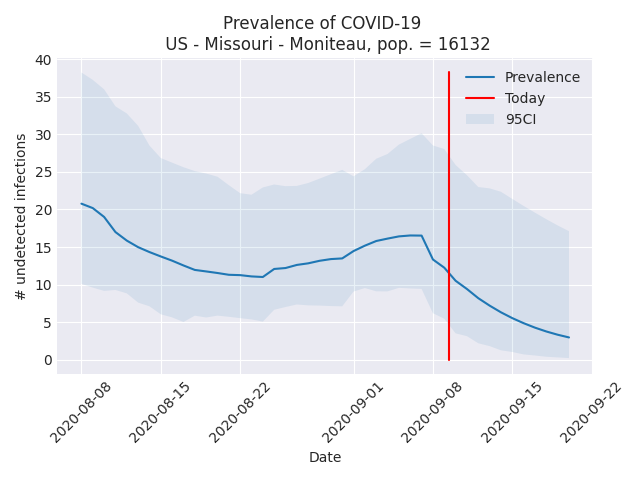 Prevalence of COVID-19
US - Missouri - Moniteau, pop. = 16132
# undetected infections
40
35
30
25
20
15
10
5
0
Prevalence
Today
95CI
2020-08-08
2020-08-15
2020-08-22
2020-09-01
2020-09-08
2020-09-15
2020-09-22
Date